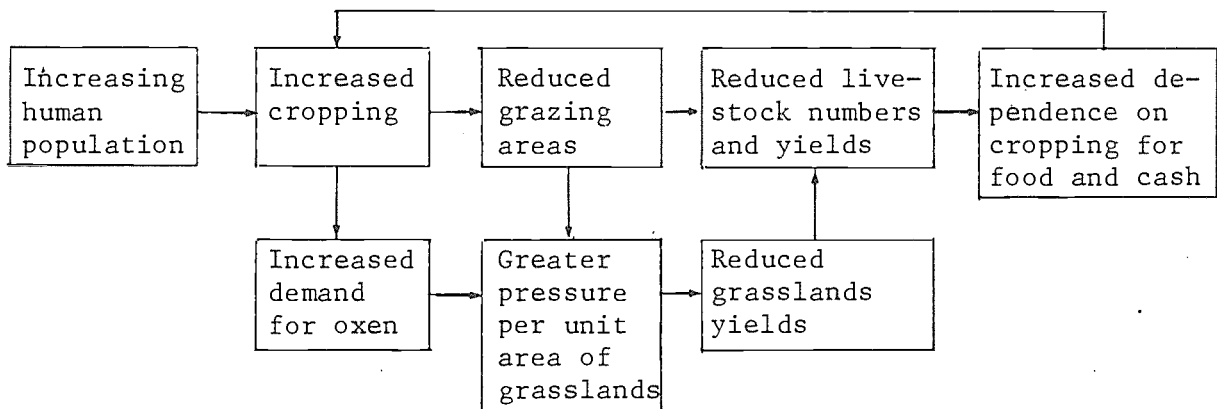 Increasing
human
population
Increased
cropping
Reduced
grazing
areas
Reduced live-
stock numbers
and yields
Increased de-
pendence on
cropping for
food and cash
Increased
demand
for oxen
Greater
pressure
per unit
area of
grasslands
Reduced
grasslands
yields